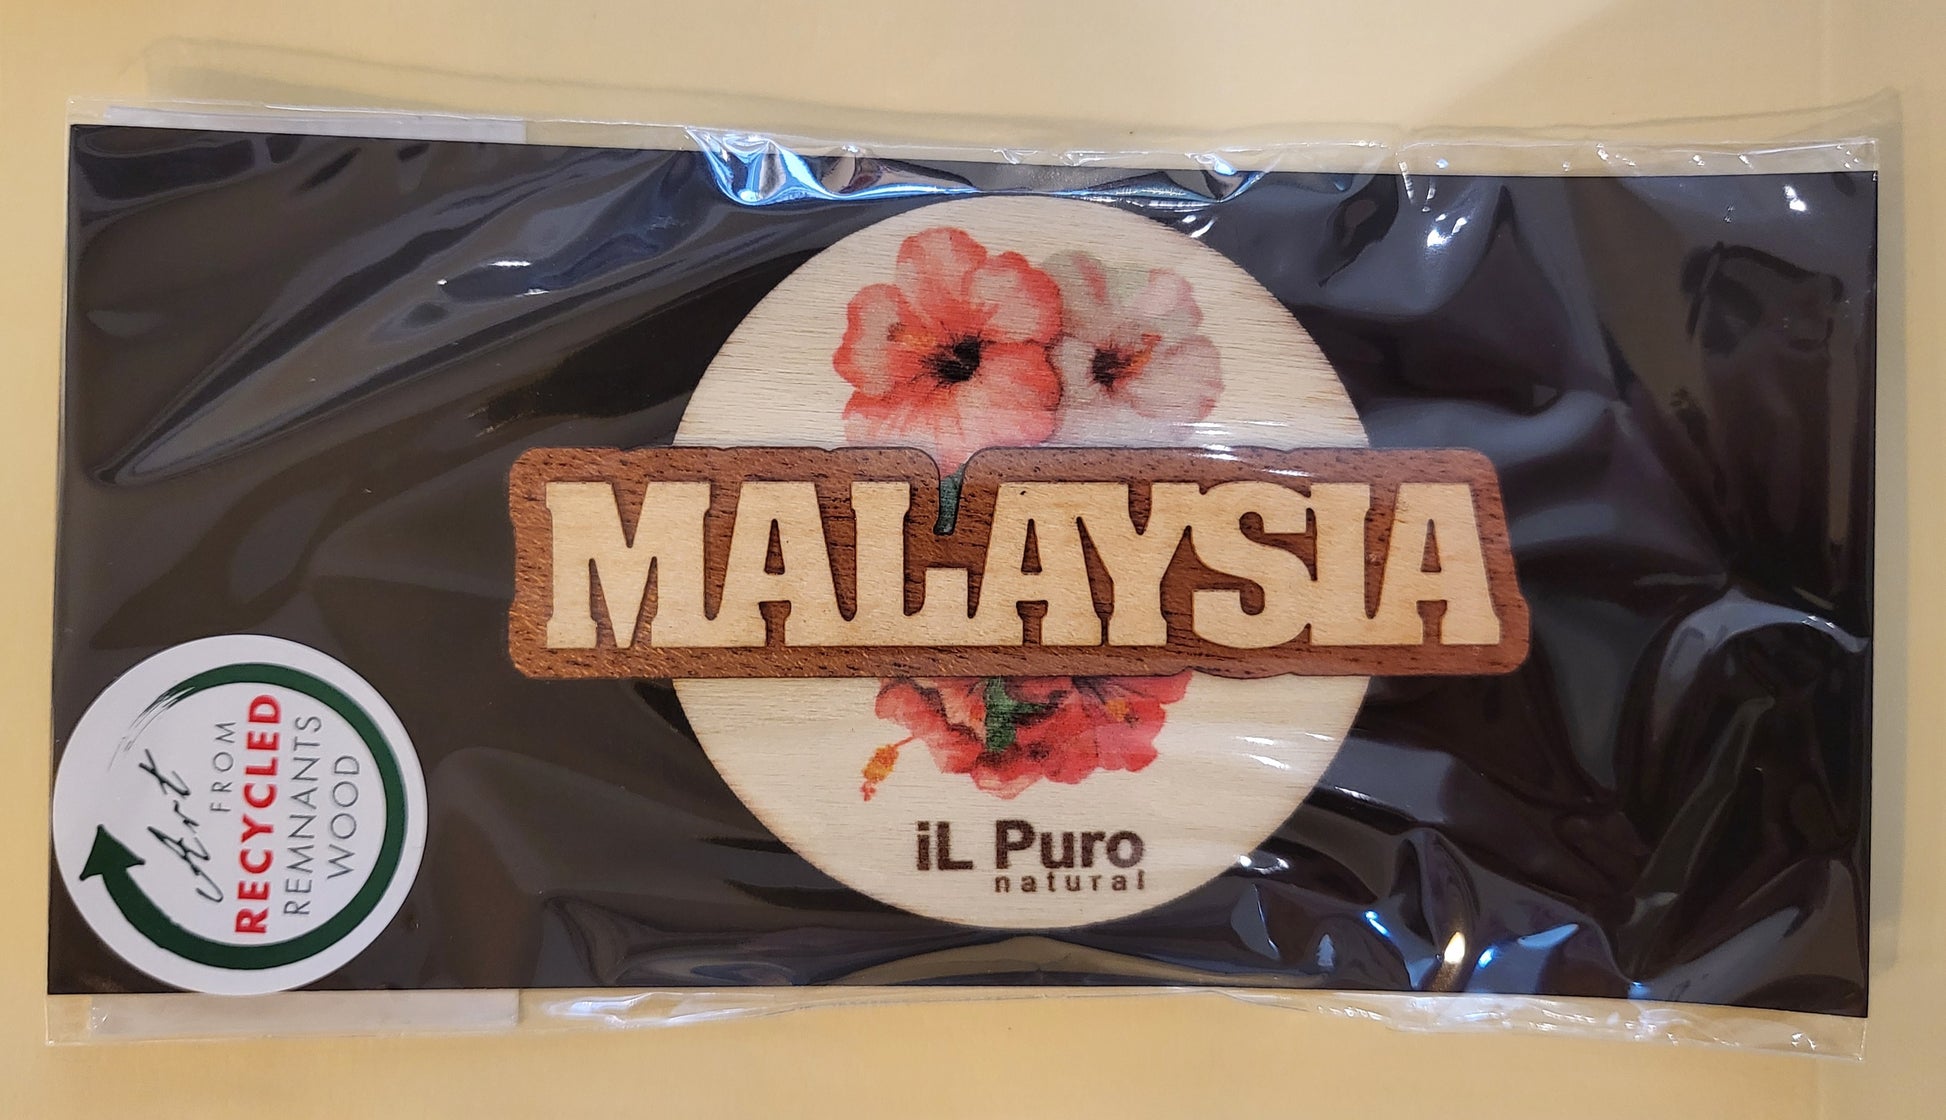 MALAYSIA
iL Puro
natural
Art
FROM
RECYCLED
REMNANTS
WOOD